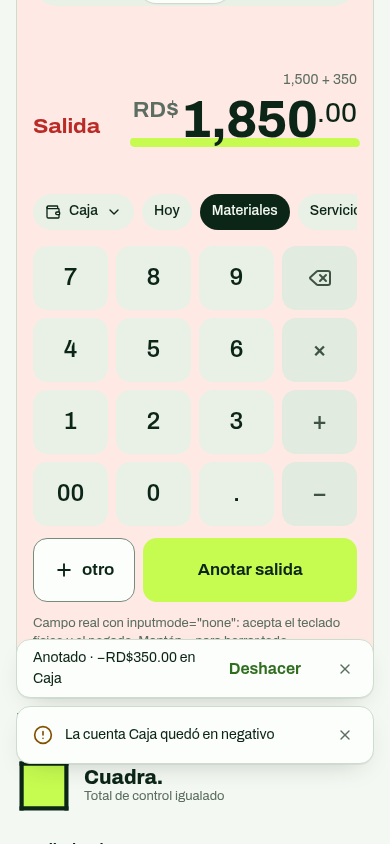 1,500 + 350
Salida RD$ 1,850.00
Caja Hoy Materiales Servicio
7 8 9
4 5 6 ×
1 2 3 +
00 0 . −
+ otro Anotar salida
Campo real con inputmode="none": acepta el teclado
Anotado · −RD$350.00 en
Caja
Deshacer ×
La cuenta Caja quedó en negativo ×
Cuadra.
Total de control igualado